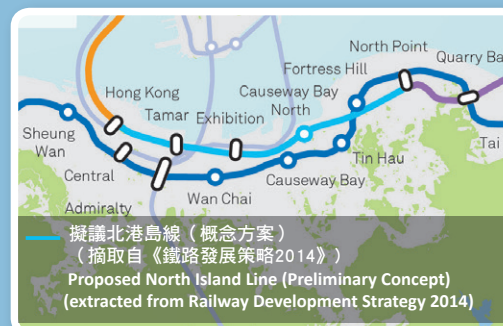 North Point
Quarry Ba
Fortress Hill
Causeway Bay
North
Hong Kong
Tamar
Exhibition
Sheung
Wan
Central
Admiralty
Wan Chai
Causeway Bay
Tin Hau
Tai
擬議北港島線（概念方案）
（摘取自《鐵路發展策略2014》）
Proposed North Island Line (Preliminary Concept)
(extracted from Railway Development Strategy 2014)